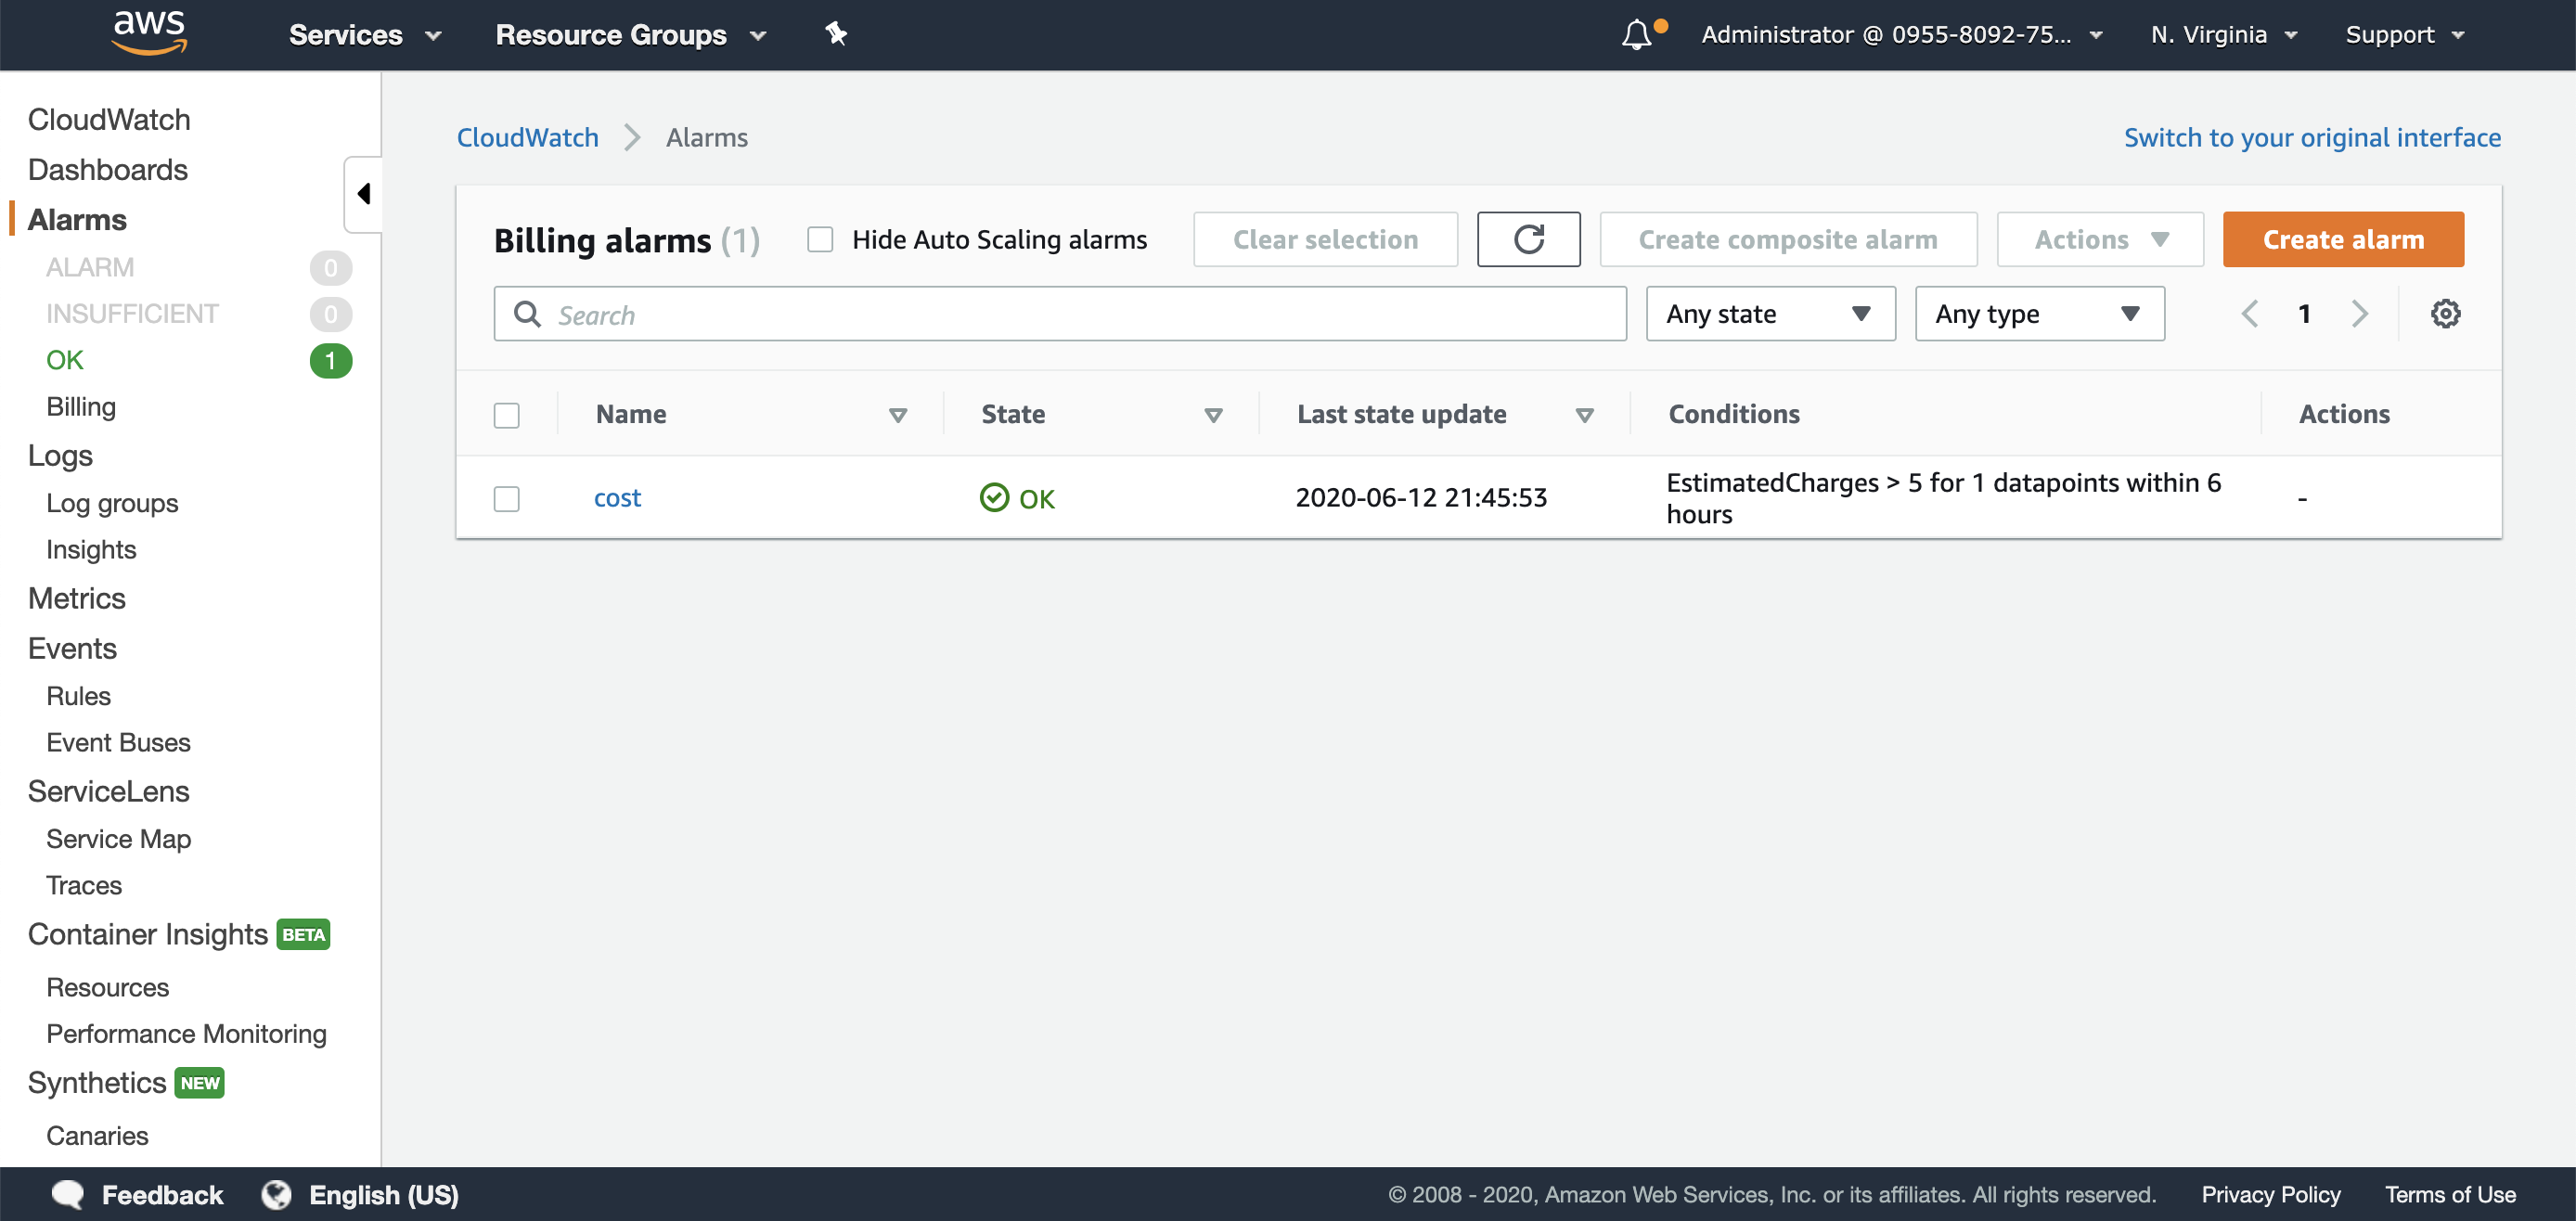 aws Services Resource Groups Administrator @ 0955-8092-75... N. Virginia Support
CloudWatch
Dashboards
Alarms
ALARM 0
INSUFFICIENT 0
OK 1
Billing
Logs
Log groups
Insights
Metrics
Events
Rules
Event Buses
ServiceLens
Service Map
Traces
Container Insights BETA
Resources
Performance Monitoring
Synthetics NEW
Canaries
CloudWatch Alarms Switch to your original interface
Billing alarms (1) Hide Auto Scaling alarms Clear selection Create composite alarm Actions Create alarm
Search Any state Any type 1
Name State Last state update Conditions Actions
cost OK 2020-06-12 21:45:53 EstimatedCharges > 5 for 1 datapoints within 6 -
hours
Feedback English (US) © 2008 - 2020, Amazon Web Services, Inc. or its affiliates. All rights reserved. Privacy Policy Terms of Use